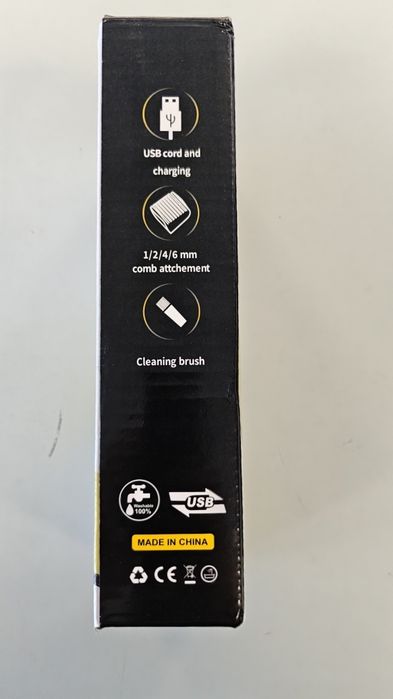 USB cord and
charging
1/2/4/6 mm
comb attchement
Cleaning brush
Washable
100%
USB
MADE IN CHINA
CE